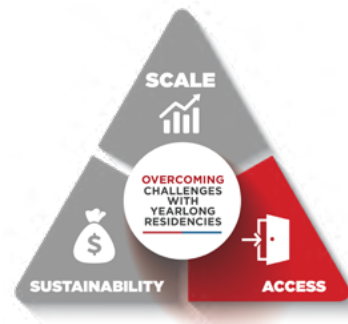 SCALE
OVERCOMING
CHALLENGES
WITH
YEARLONG
RESIDENCIES
$
SUSTAINABILITY
ACCESS